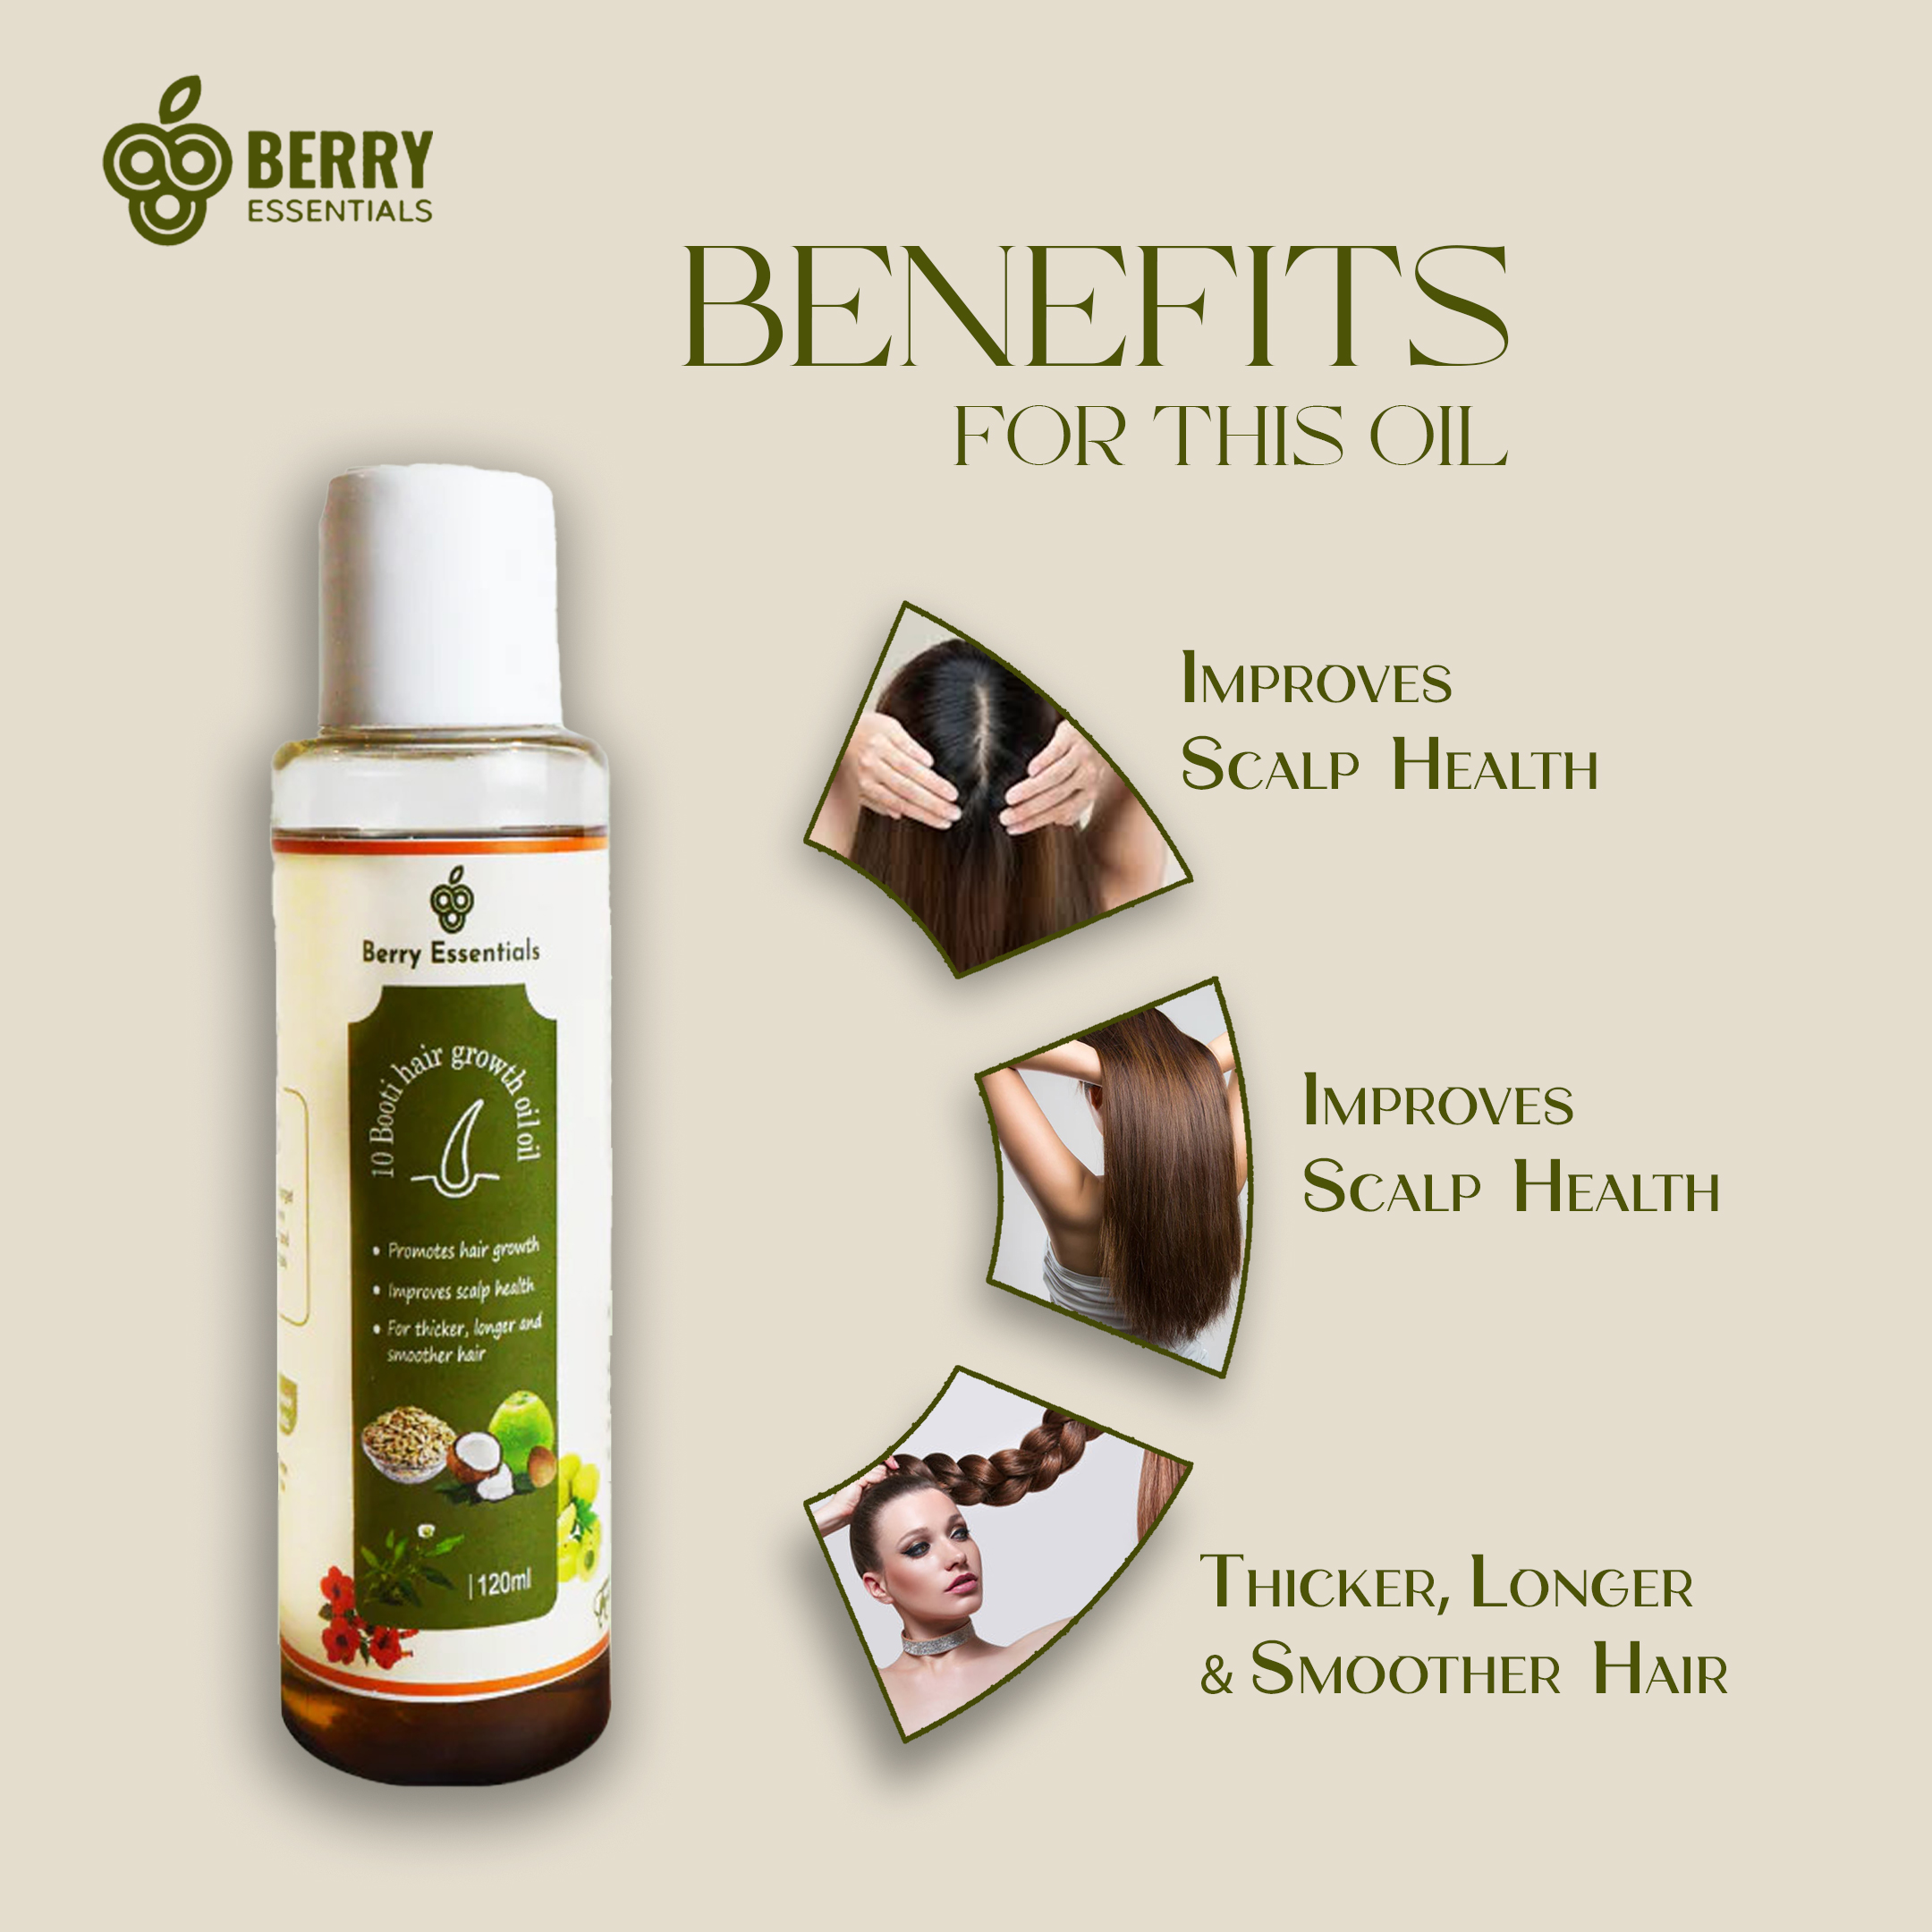 BERRY
ESSENTIALS
BENEFITS
FOR THIS OIL
IMPROVES
SCALP HEALTH
IMPROVES
SCALP HEALTH
THICKER, LONGER
& SMOOTHER HAIR
Berry Essentials
10 Booti hair growth oil oil
• Promotes hair growth
• Improves scalp health
• For thicker, longer and
smoother hair
|120ml